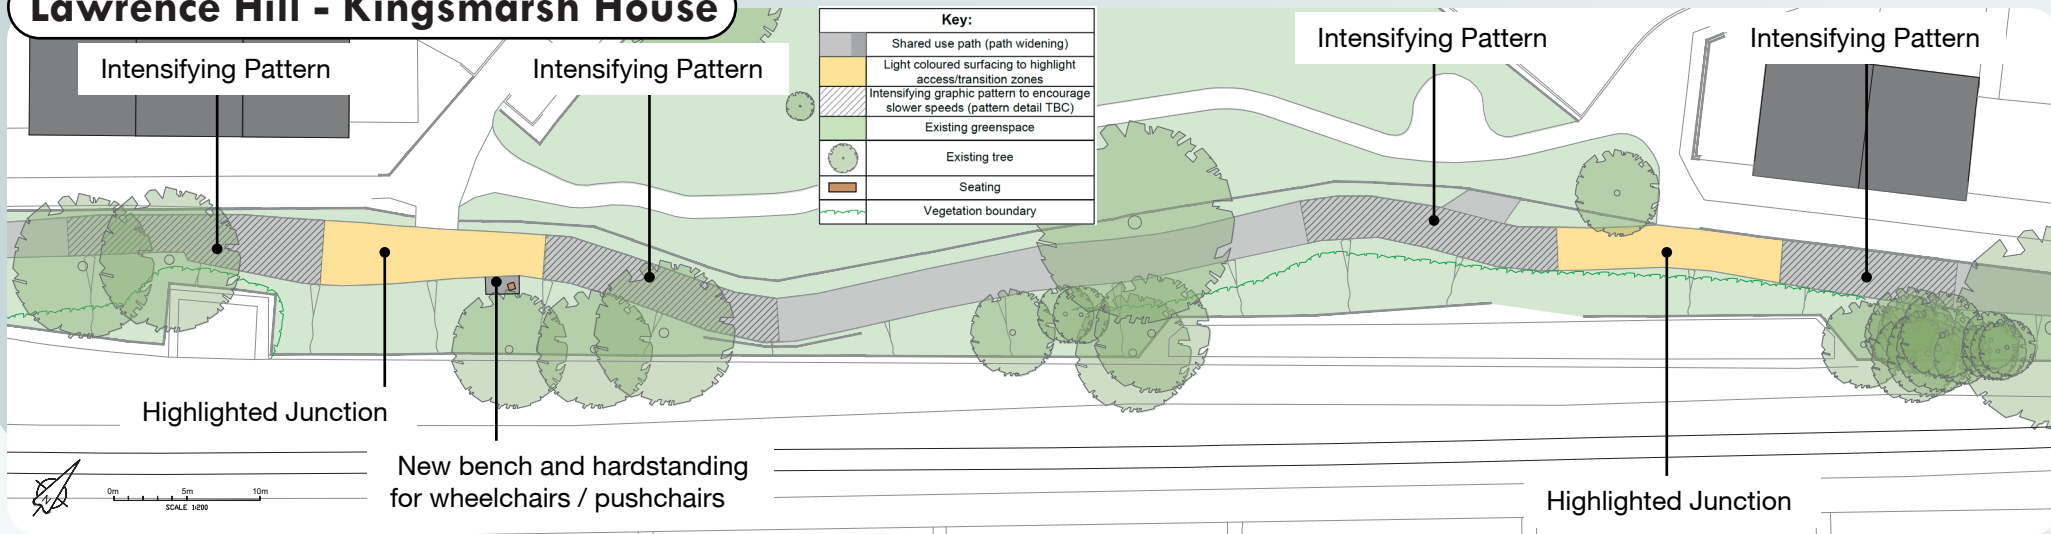 Lawrence Hill - Kingsmarsh House
Intensifying Pattern
Intensifying Pattern
Key:
Shared use path (path widening)
Light coloured surfacing to highlight
access/transition zones
Intensifying graphic pattern to encourage
slower speeds (pattern detail TBC)
Existing greenspace
Existing tree
Seating
Vegetation boundary
Intensifying Pattern
Intensifying Pattern
Highlighted Junction
New bench and hardstanding
for wheelchairs / pushchairs
Highlighted Junction
N
0m 5m 10m
SCALE 1:200